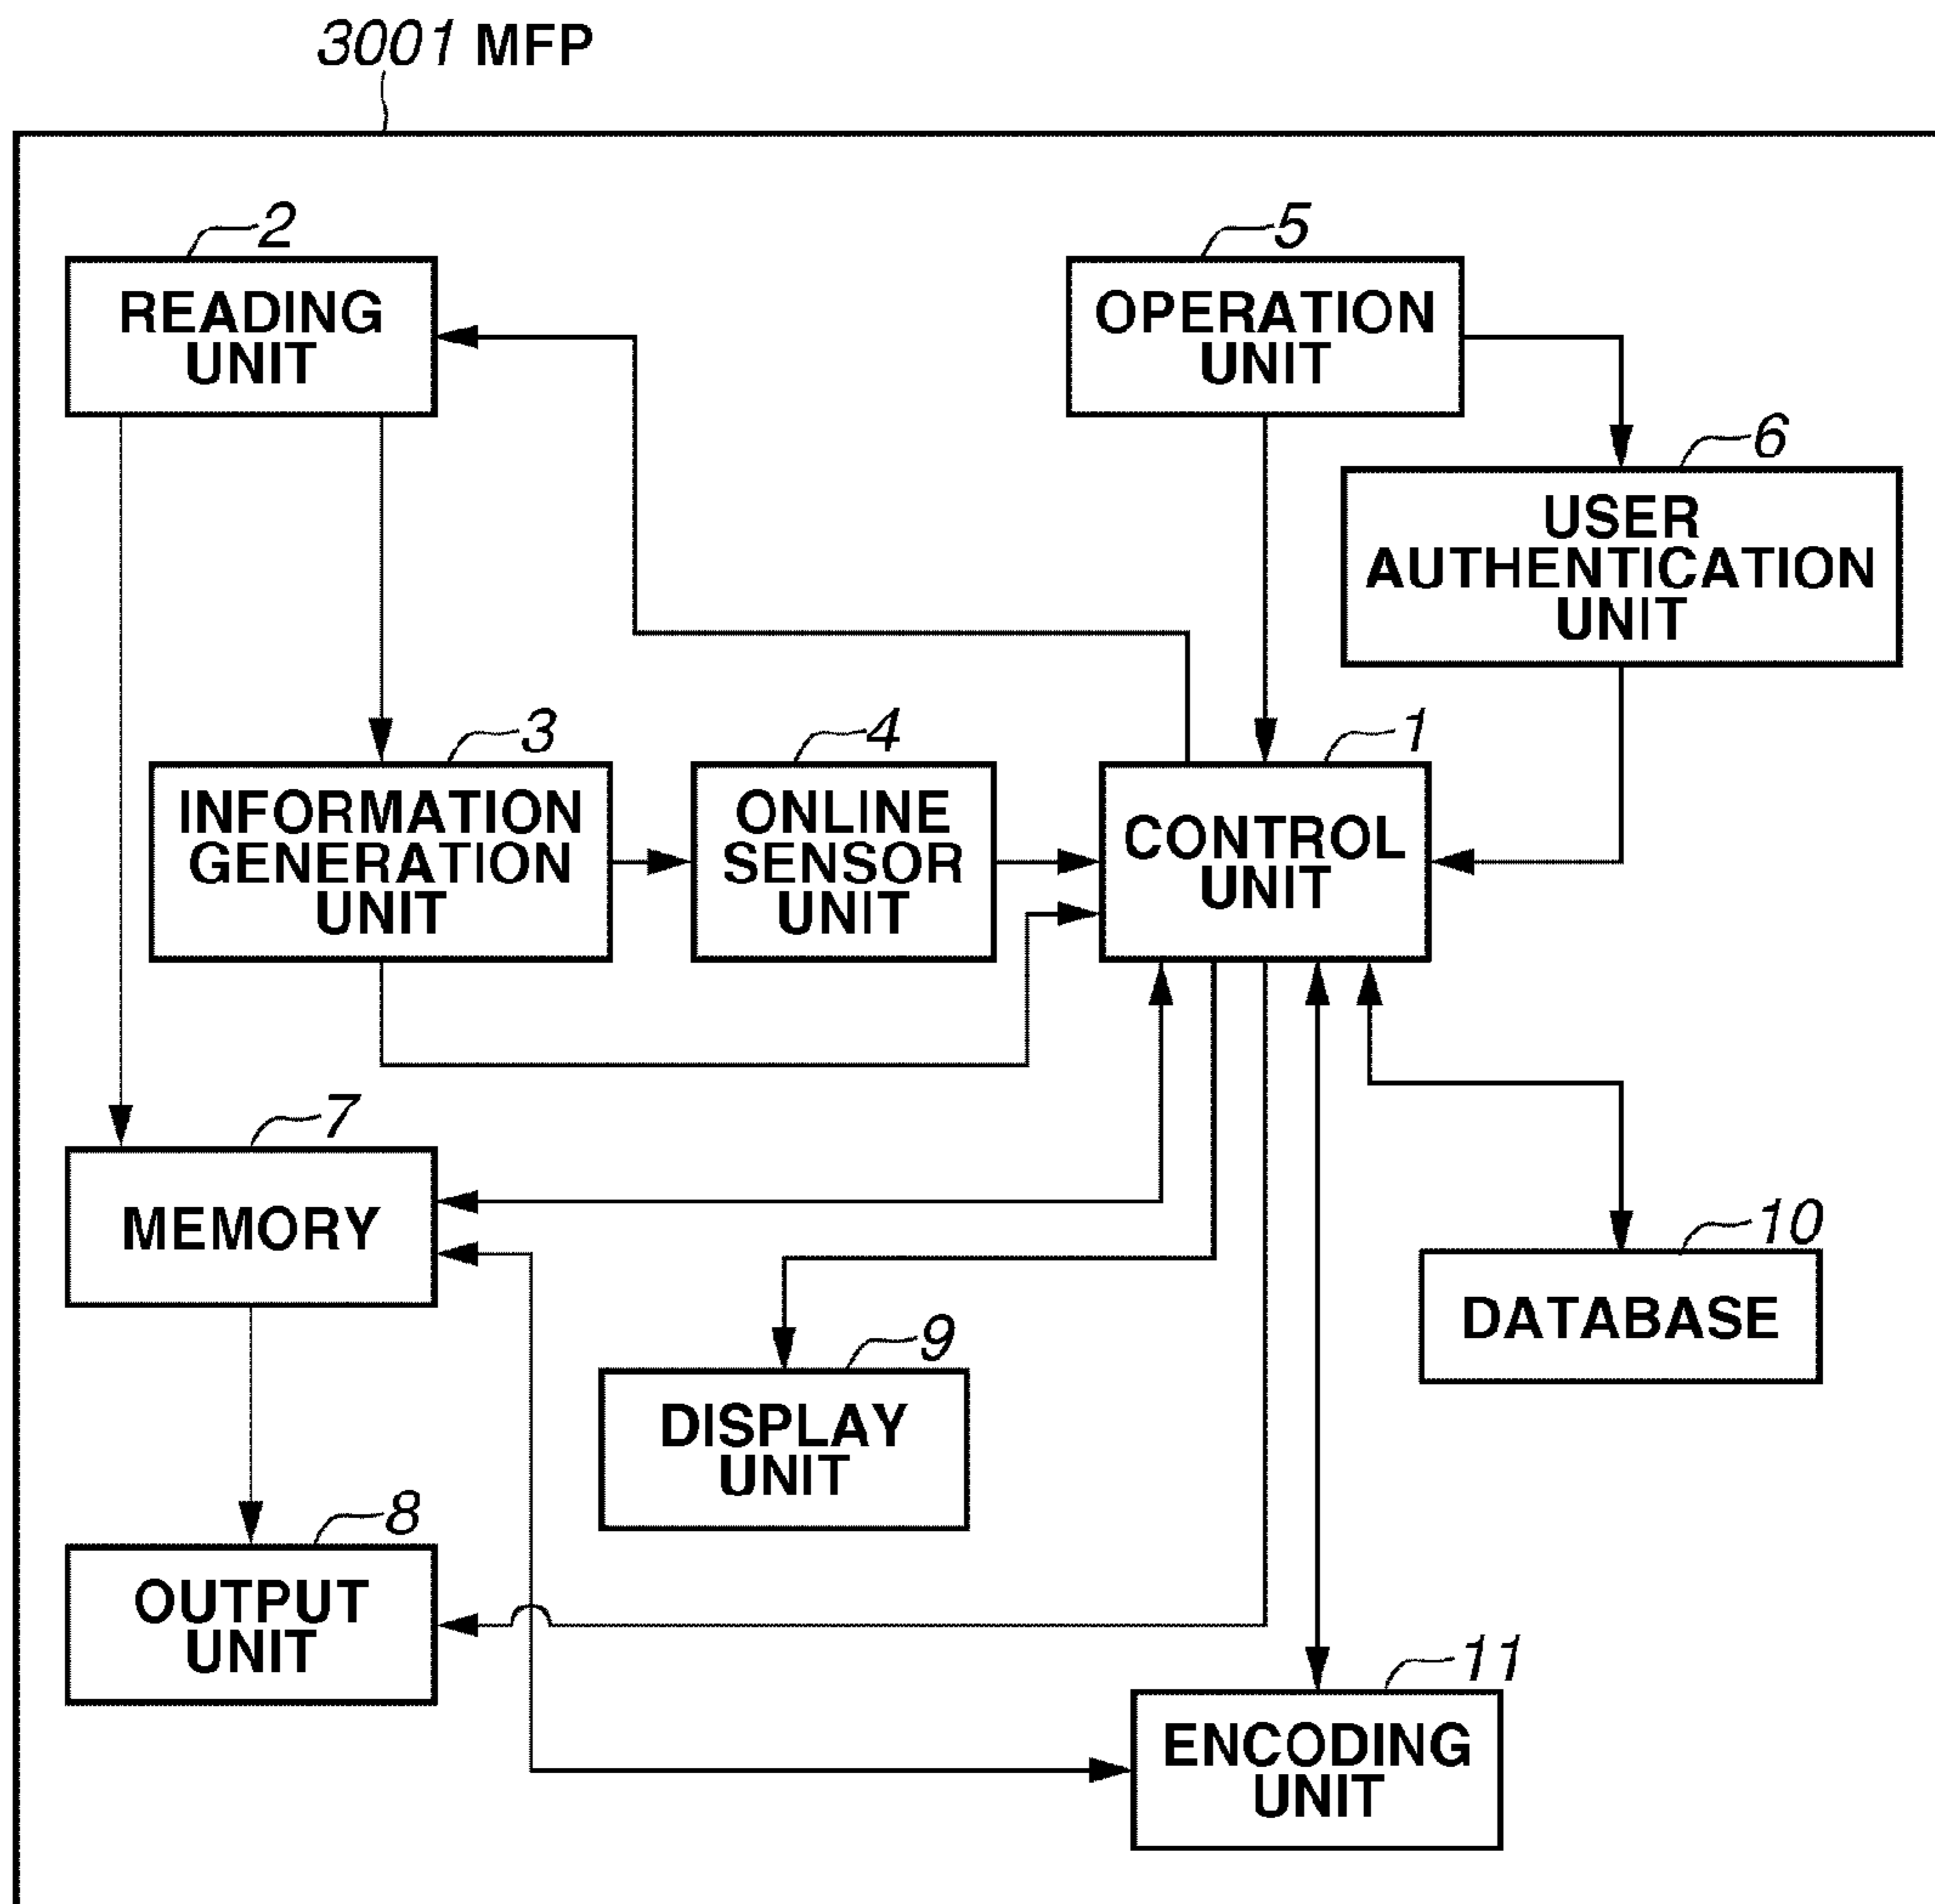 3001 MFP
2
READING
UNIT
5
OPERATION
UNIT
6
USER
AUTHENTICATION
UNIT
3
INFORMATION
GENERATION
UNIT
4
ONLINE
SENSOR
UNIT
1
CONTROL
UNIT
7
MEMORY
10
DATABASE
9
DISPLAY
UNIT
8
OUTPUT
UNIT
11
ENCODING
UNIT